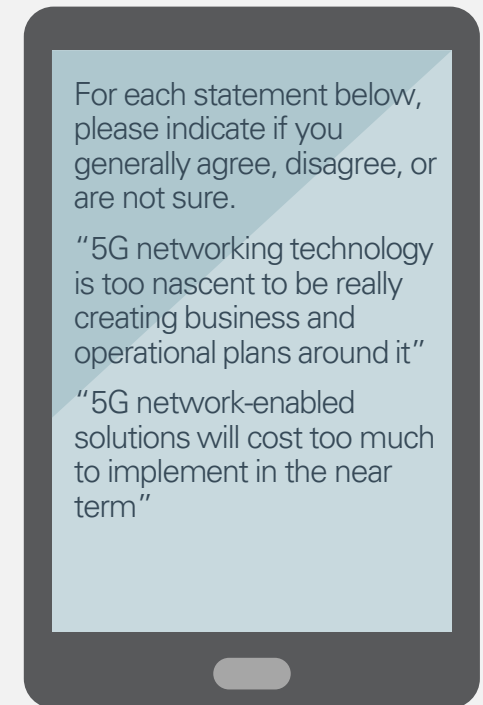 For each statement below,
please indicate if you
generally agree, disagree, or
are not sure.
“5G networking technology
is too nascent to be really
creating business and
operational plans around it”
“5G network-enabled
solutions will cost too much
to implement in the near
term”